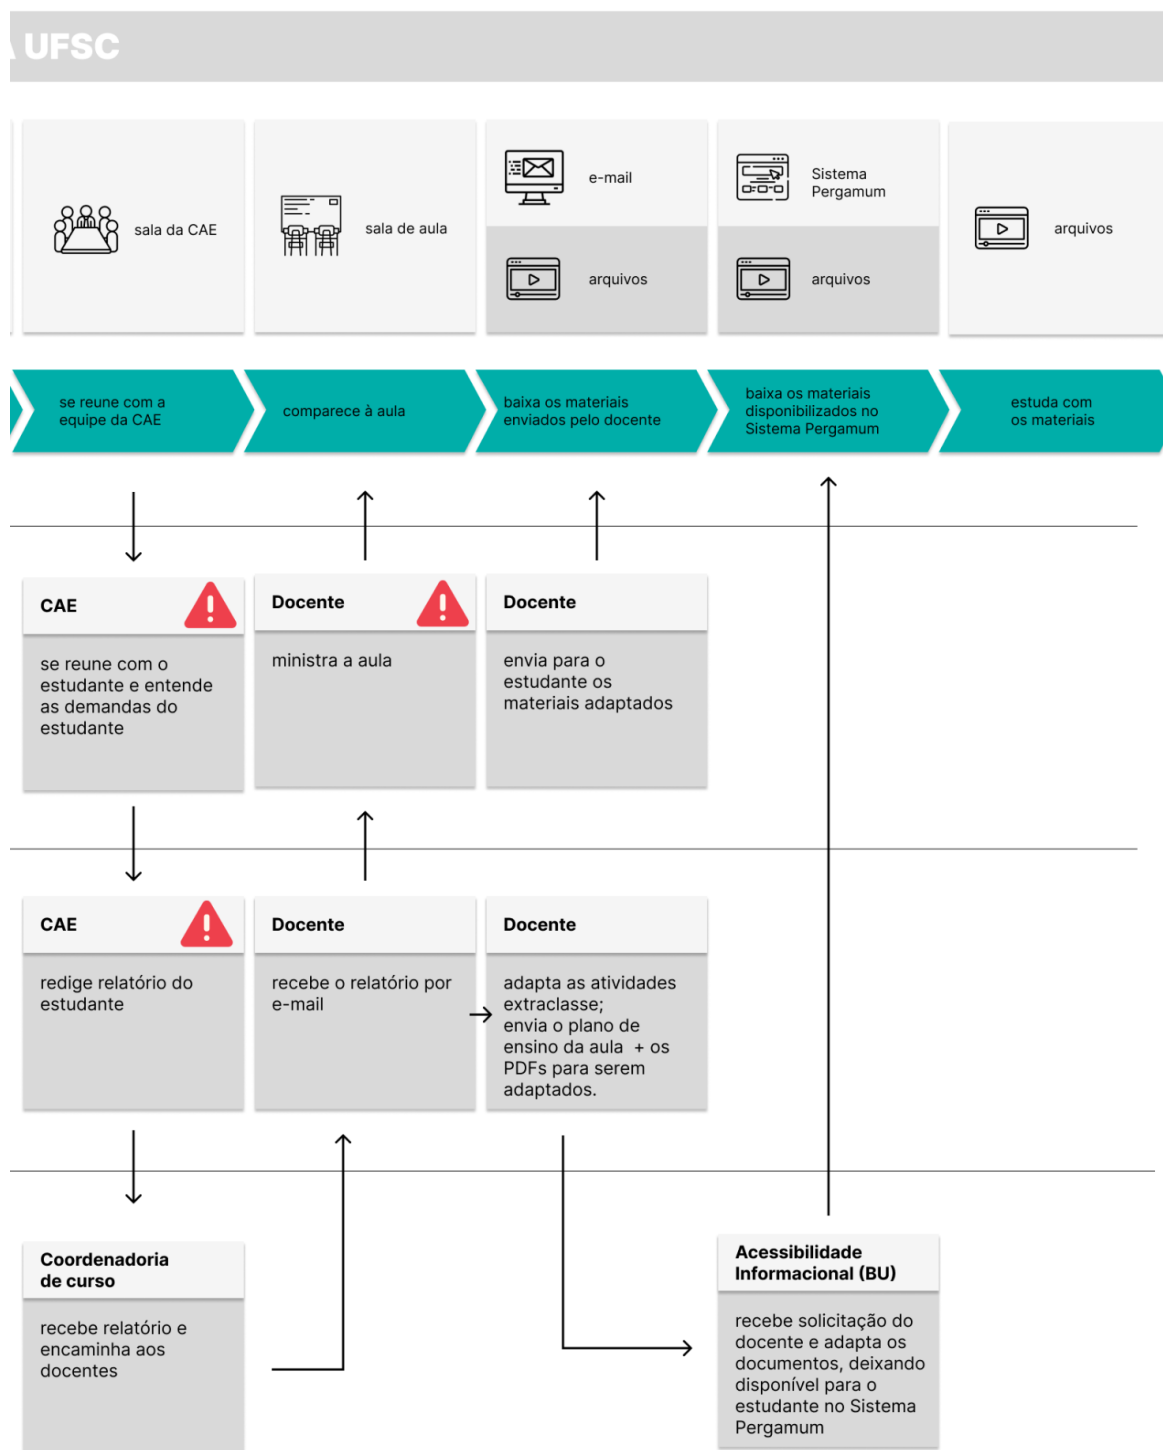 UFSC
sala da CAE
sala de aula
e-mail
arquivos
Sistema
Pergamum
arquivos
arquivos
se reune com a
equipe da CAE
comparece à aula
baixa os materiais
enviados pelo docente
baixa os materiais
disponibilizados no
Sistema Pergamum
estuda com
os materiais
CAE
se reune com o
estudante e entende
as demandas do
estudante
Docente
ministra a aula
Docente
envia para o
estudante os
materiais adaptados
CAE
redige relatório do
estudante
Docente
recebe o relatório por
e-mail
Docente
adapta as atividades
extraclasse;
envia o plano de
ensino da aula + os
PDFs para serem
adaptados.
Coordenadoria
de curso
recebe relatório e
encaminha aos
docentes
Acessibilidade
Informacional (BU)
recebe solicitação do
docente e adapta os
documentos, deixando
disponível para o
estudante no Sistema
Pergamum